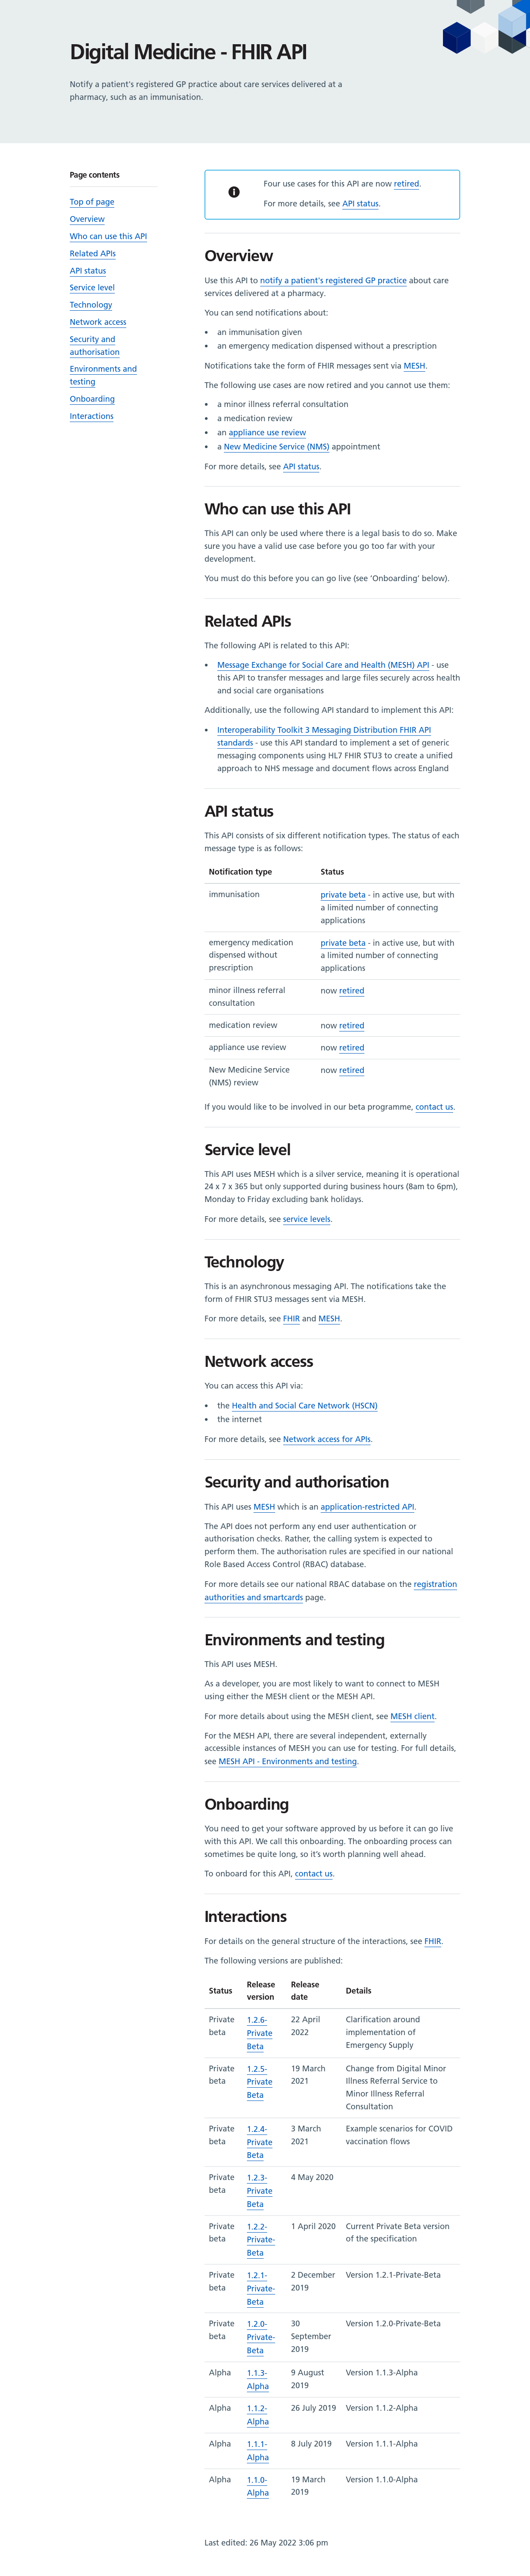 Digital Medicine - FHIR API
Notify a patient's registered GP practice about care services delivered at a
pharmacy, such as an immunisation.
Page contents
Top of page
Overview
Who can use this API
Related APIs
API status
Service level
Technology
Network access
Security and
authorisation
Environments and
testing
Onboarding
Interactions
Four use cases for this API are now retired.
For more details, see API status.
Overview
Use this API to notify a patient's registered GP practice about care
services delivered at a pharmacy.
You can send notifications about:
• an immunisation given
• an emergency medication dispensed without a prescription
Notifications take the form of FHIR messages sent via MESH.
The following use cases are now retired and you cannot use them:
• a minor illness referral consultation
• a medication review
• an appliance use review
• a New Medicine Service (NMS) appointment
For more details, see API status.
Who can use this API
This API can only be used where there is a legal basis to do so. Make
sure you have a valid use case before you go too far with your
development.
You must do this before you can go live (see 'Onboarding' below).
Related APIs
The following API is related to this API:
• Message Exchange for Social Care and Health (MESH) API - use
this API to transfer messages and large files securely across health
and social care organisations
Additionally, use the following API standard to implement this API:
• Interoperability Toolkit 3 Messaging Distribution FHIR API
standards - use this API standard to implement a set of generic
messaging components using HL7 FHIR STU3 to create a unified
approach to NHS message and document flows across England
API status
This API consists of six different notification types. The status of each
message type is as follows:
Notification type Status
immunisation private beta - in active use, but with
a limited number of connecting
applications
emergency medication private beta - in active use, but with
dispensed without a limited number of connecting
prescription applications
minor illness referral now retired
consultation
medication review now retired
appliance use review now retired
New Medicine Service now retired
(NMS) review
If you would like to be involved in our beta programme, contact us.
Service level
This API uses MESH which is a silver service, meaning it is operational
24 x 7 x 365 but only supported during business hours (8am to 6pm),
Monday to Friday excluding bank holidays.
For more details, see service levels.
Technology
This is an asynchronous messaging API. The notifications take the
form of FHIR STU3 messages sent via MESH.
For more details, see FHIR and MESH.
Network access
You can access this API via:
• the Health and Social Care Network (HSCN)
• the internet
For more details, see Network access for APIs.
Security and authorisation
This API uses MESH which is an application-restricted API.
The API does not perform any end user authentication or
authorisation checks. Rather, the calling system is expected to
perform them. The authorisation rules are specified in our national
Role Based Access Control (RBAC) database.
For more details see our national RBAC database on the registration
authorities and smartcards page.
Environments and testing
This API uses MESH.
As a developer, you are most likely to want to connect to MESH
using either the MESH client or the MESH API.
For more details about using the MESH client, see MESH client.
For the MESH API, there are several independent, externally
accessible instances of MESH you can use for testing. For full details,
see MESH API - Environments and testing.
Onboarding
You need to get your software approved by us before it can go live
with this API. We call this onboarding. The onboarding process can
sometimes be quite long, so it's worth planning well ahead.
To onboard for this API, contact us.
Interactions
For details on the general structure of the interactions, see FHIR.
The following versions are published:
Status Release Release Details
version date
Private 1.2.6- 22 April Clarification around
beta Private 2022 implementation of
Beta Emergency Supply
Private 1.2.5- 19 March Change from Digital Minor
beta Private 2021 Illness Referral Service to
Beta Minor Illness Referral
Consultation
Private 1.2.4- 3 March Example scenarios for COVID
beta Private 2021 vaccination flows
Beta
Private 1.2.3- 4 May 2020
beta Private
Beta
Private 1.2.2- 1 April 2020 Current Private Beta version
beta Private- of the specification
Beta
Private 1.2.1- 2 December Version 1.2.1-Private-Beta
beta Private- 2019
Beta
Private 1.2.0- 30 Version 1.2.0-Private-Beta
beta Private- September
Beta 2019
Alpha 1.1.3- 9 August Version 1.1.3-Alpha
Alpha 2019
Alpha 1.1.2- 26 July 2019 Version 1.1.2-Alpha
Alpha
Alpha 1.1.1- 8 July 2019 Version 1.1.1-Alpha
Alpha
Alpha 1.1.0- 19 March Version 1.1.0-Alpha
Alpha 2019
Last edited: 26 May 2022 3:06 pm